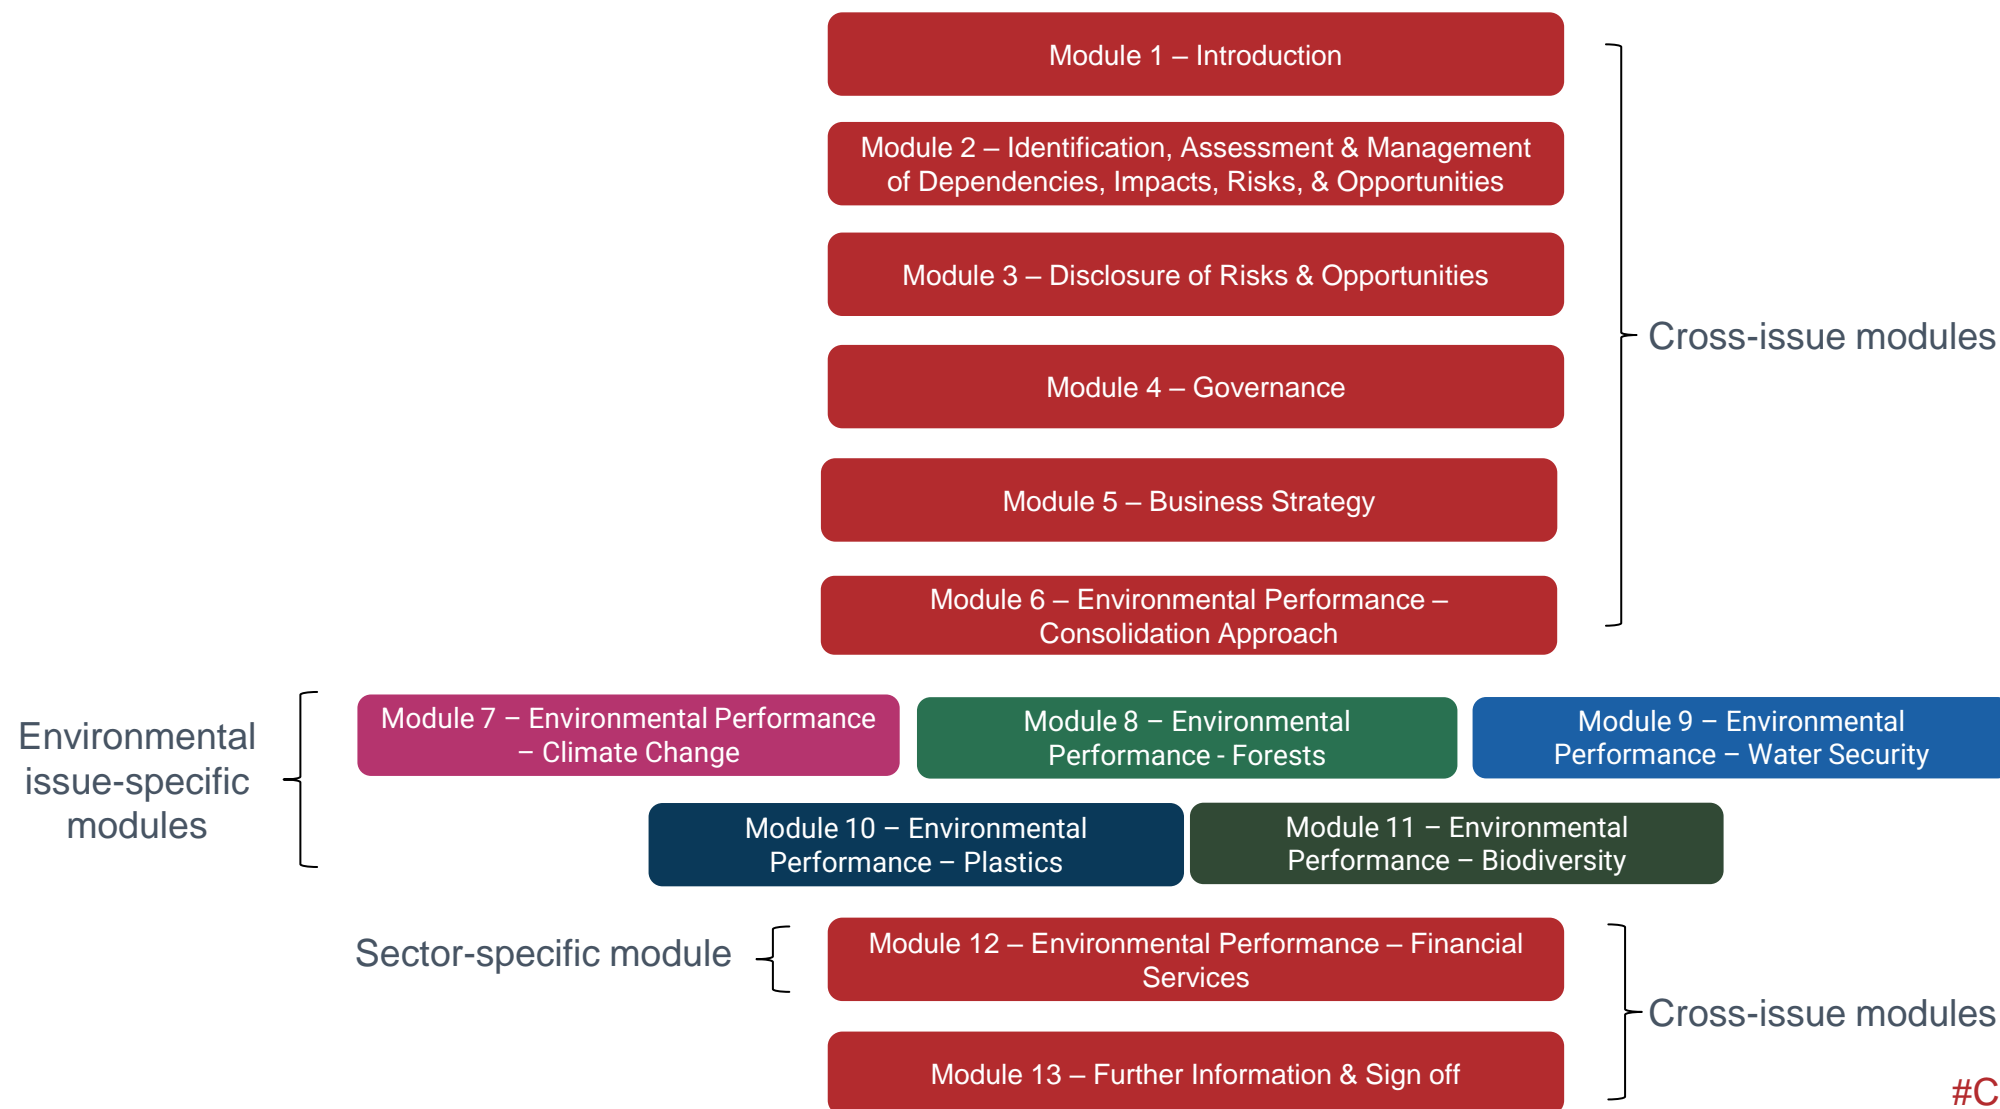 Module 1 – Introduction
Module 2 – Identification, Assessment & Management
of Dependencies, Impacts, Risks, & Opportunities
Module 3 – Disclosure of Risks & Opportunities
Cross-issue modules
Module 4 – Governance
Module 5 – Business Strategy
Module 6 – Environmental Performance –
Consolidation Approach
Environmental
issue-specific
modules
Module 7 – Environmental Performance
– Climate Change
Module 8 – Environmental
Performance - Forests
Module 9 – Environmental
Performance – Water Security
Module 10 – Environmental
Performance – Plastics
Module 11 – Environmental
Performance – Biodiversity
Sector-specific module
Module 12 – Environmental Performance – Financial
Services
Cross-issue modules
Module 13 – Further Information & Sign off
#C